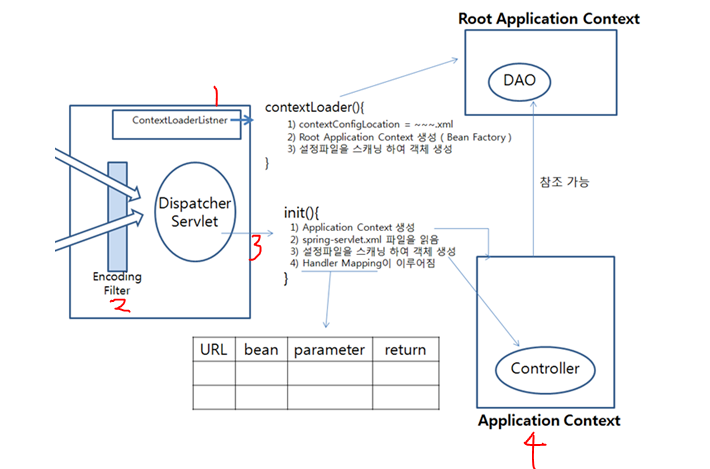 Root Application Context
DAO
1
ContextLoaderListner
contextLoader(){
1) contextConfigLocation = ~~~.xml
2) Root Application Context 생성 ( Bean Factory )
3) 설정파일을 스캐닝 하여 객체 생성
}
참조 가능
Dispatcher
Servlet
3
init(){
1) Application Context 생성
2) spring-servlet.xml 파일을 읽음
3) 설정파일을 스캐닝 하여 객체 생성
4) Handler Mapping이 이루어짐
}
Encoding
Filter
2
URL bean parameter return
Controller
Application Context
4